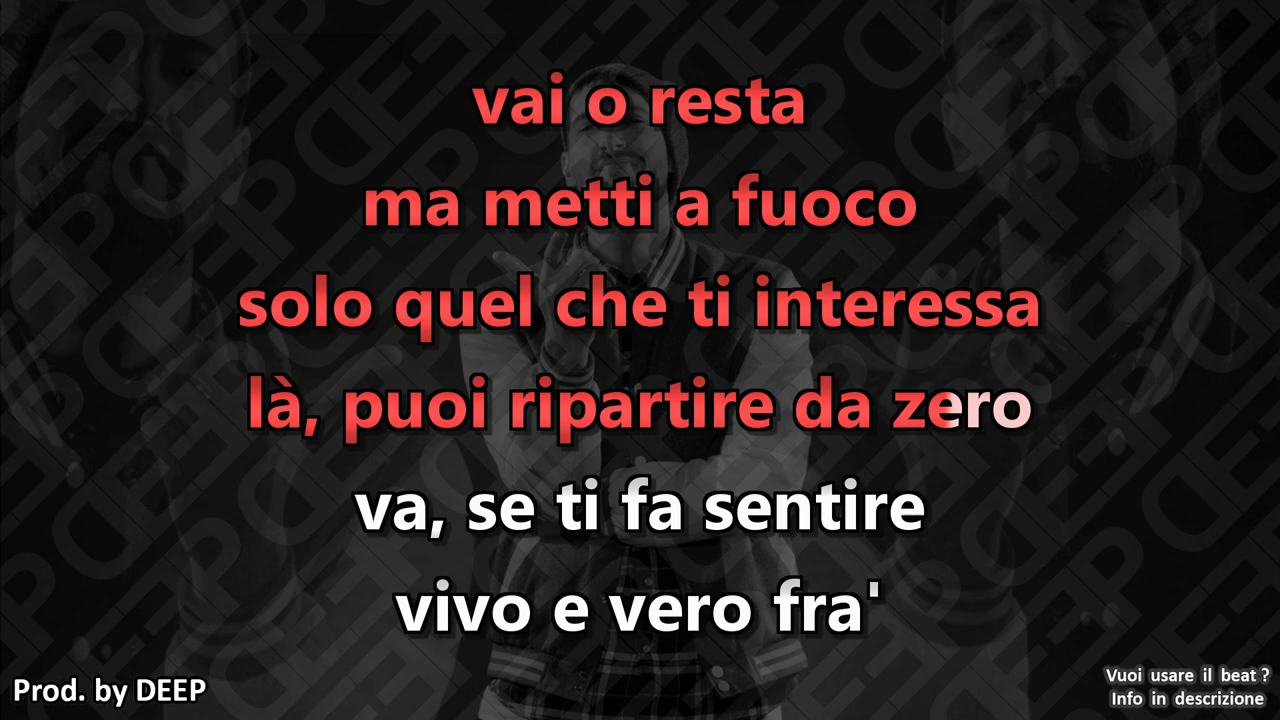 vai o resta
ma metti a fuoco
solo quel che ti interessa
là, puoi ripartire da zero
va, se ti fa sentire
vivo e vero fra'
Prod. by DEEP
Vuoi usare il beat ?
Info in descrizione
DEEP